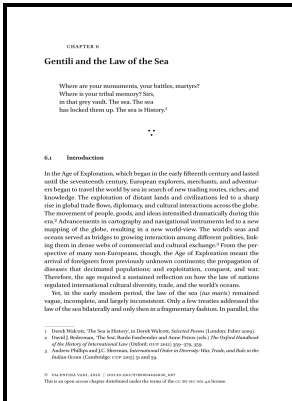 CHAPTER 6
Gentili and the Law of the Sea
Where are your monuments, your battles, martyrs?
Where is your tribal memory? Sirs,
in that grey vault. The sea. The sea
has locked them up. The sea is History.1
6.1 Introduction
In the Age of Exploration, which began in the early fifteenth century and lasted
until the seventeenth century, European explorers, merchants, and adventur-
ers began to travel the world by sea in search of new trading routes, riches, and
knowledge. The exploration of distant lands and civilizations led to a sharp
rise in global trade flows, diplomacy, and cultural interactions across the globe.
The movement of people, goods, and ideas intensified dramatically during this
era.2 Advancements in cartography and navigational instruments led to a new
mapping of the globe, resulting in a new world-view. The world's seas and
oceans served as bridges to growing interaction among different polities, link-
ing them in dense webs of commercial and cultural exchange.3 From the per-
spective of many non-Europeans, though, the Age of Exploration meant the
arrival of foreigners from previously unknown continents; the propagation of
diseases that decimated populations; and exploitation, conquest, and war.
Therefore, the age required a sustained reflection on how the law of nations
regulated international cultural diversity, trade, and the world's oceans.
Yet, in the early modern period, the law of the sea (ius maris) remained
vague, incomplete, and largely inconsistent. Only a few treatises addressed the
law of the sea bilaterally and only then in a fragmentary fashion. In parallel, the
1 Derek Walcott, 'The Sea is History', in Derek Walcott, Selected Poems (London: Faber 2009).
2 David J. Bederman, 'The Sea', Bardo Fassbender and Anne Peters (eds.) The Oxford Handbook
of the History of International Law (Oxford: OUP 2012) 359–379, 359.
3 Andrew Phillips and J.C. Sherman, International Order in Diversity: War, Trade, and Rule in the
Indian Ocean (Cambridge: CUP 2015) 31 and 59.
© VALENTINA VADI, 2020 | DOI:10.1163/9789004426030_007
This is an open access chapter distributed under the terms of the CC BY-NC-ND 4.0 license.